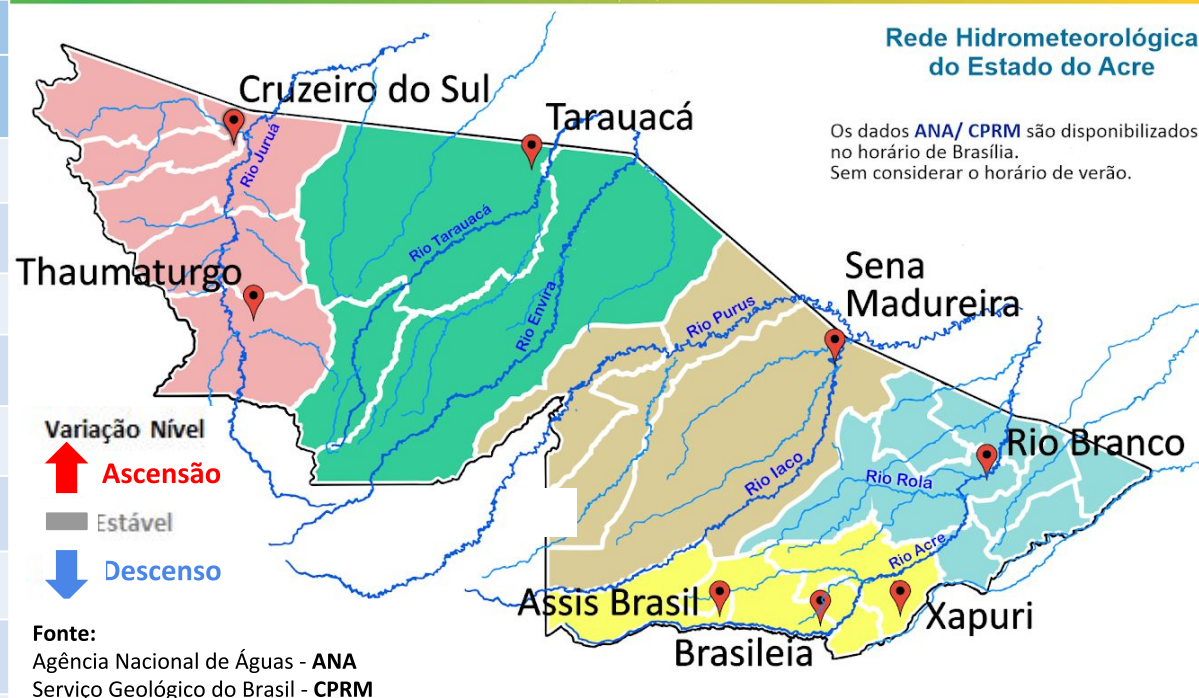 Rede Hidrometeorológica
do Estado do Acre
Os dados ANA/ CPRM são disponibilizados
no horário de Brasília.
Sem considerar o horário de verão.
Cruzeiro do Sul
Tarauacá
Rio Juruá
Rio Tarauacá
Thaumaturgo
Sena
Madureira
Rio Envira
Rio Purus
Variação Nível
Ascensão
Estável
Descenso
Rio Branco
Rio Iaco
Rio Rola
Rio Acre
Assis Brasil
Xapuri
Brasileia
Fonte:
Agência Nacional de Águas - ANA
Serviço Geológico do Brasil - CPRM